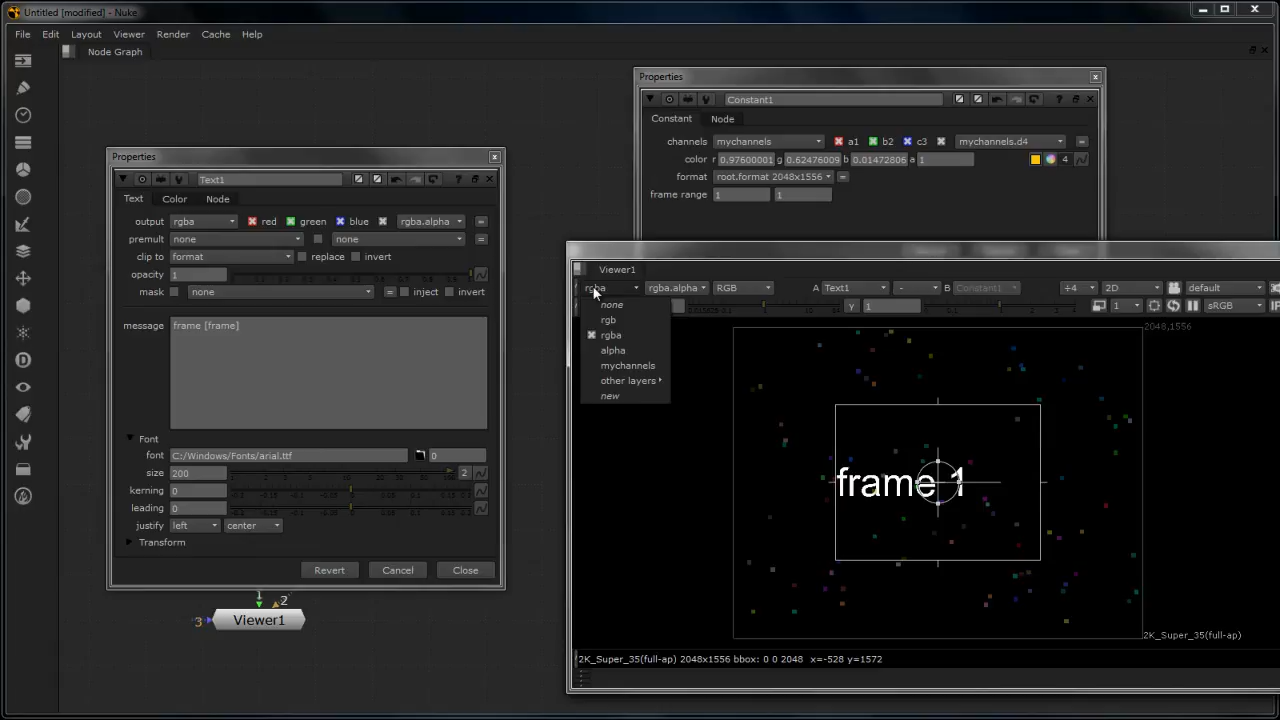 Untitled [modified] - Nuke
File Edit Layout Viewer Render Cache Help
Node Graph
Properties
Constant1
Constant Node
channels mychannels a1 b2 c3 mychannels.d4 =
color r 0.97600001 g 0.62476009 b 0.01472806 a 1 4
format root.format 2048x1556 =
frame range 1 1
Properties
Text1
Text Color Node
output rgba red green blue rgba.alpha =
premult none none =
clip to format replace invert
opacity 1
mask none = inject invert
message frame [frame]
Font
font C:/Windows/Fonts/arial.ttf 0
size 200 2
kerning 0
leading 0
justify left center
Transform
Revert Cancel Close
1
2
3 Viewer1
Viewer1
rgba rgba.alpha RGB A Text1 - B Constant1 ÷4 2D default
y 1 1 sRGB IP
none
rgb
rgba
alpha
mychannels
other layers
new
2048,1556
frame 1
2K_Super_35(full-ap)
2K_Super_35(full-ap) 2048x1556 bbox: 0 0 2048 x=-528 y=1572